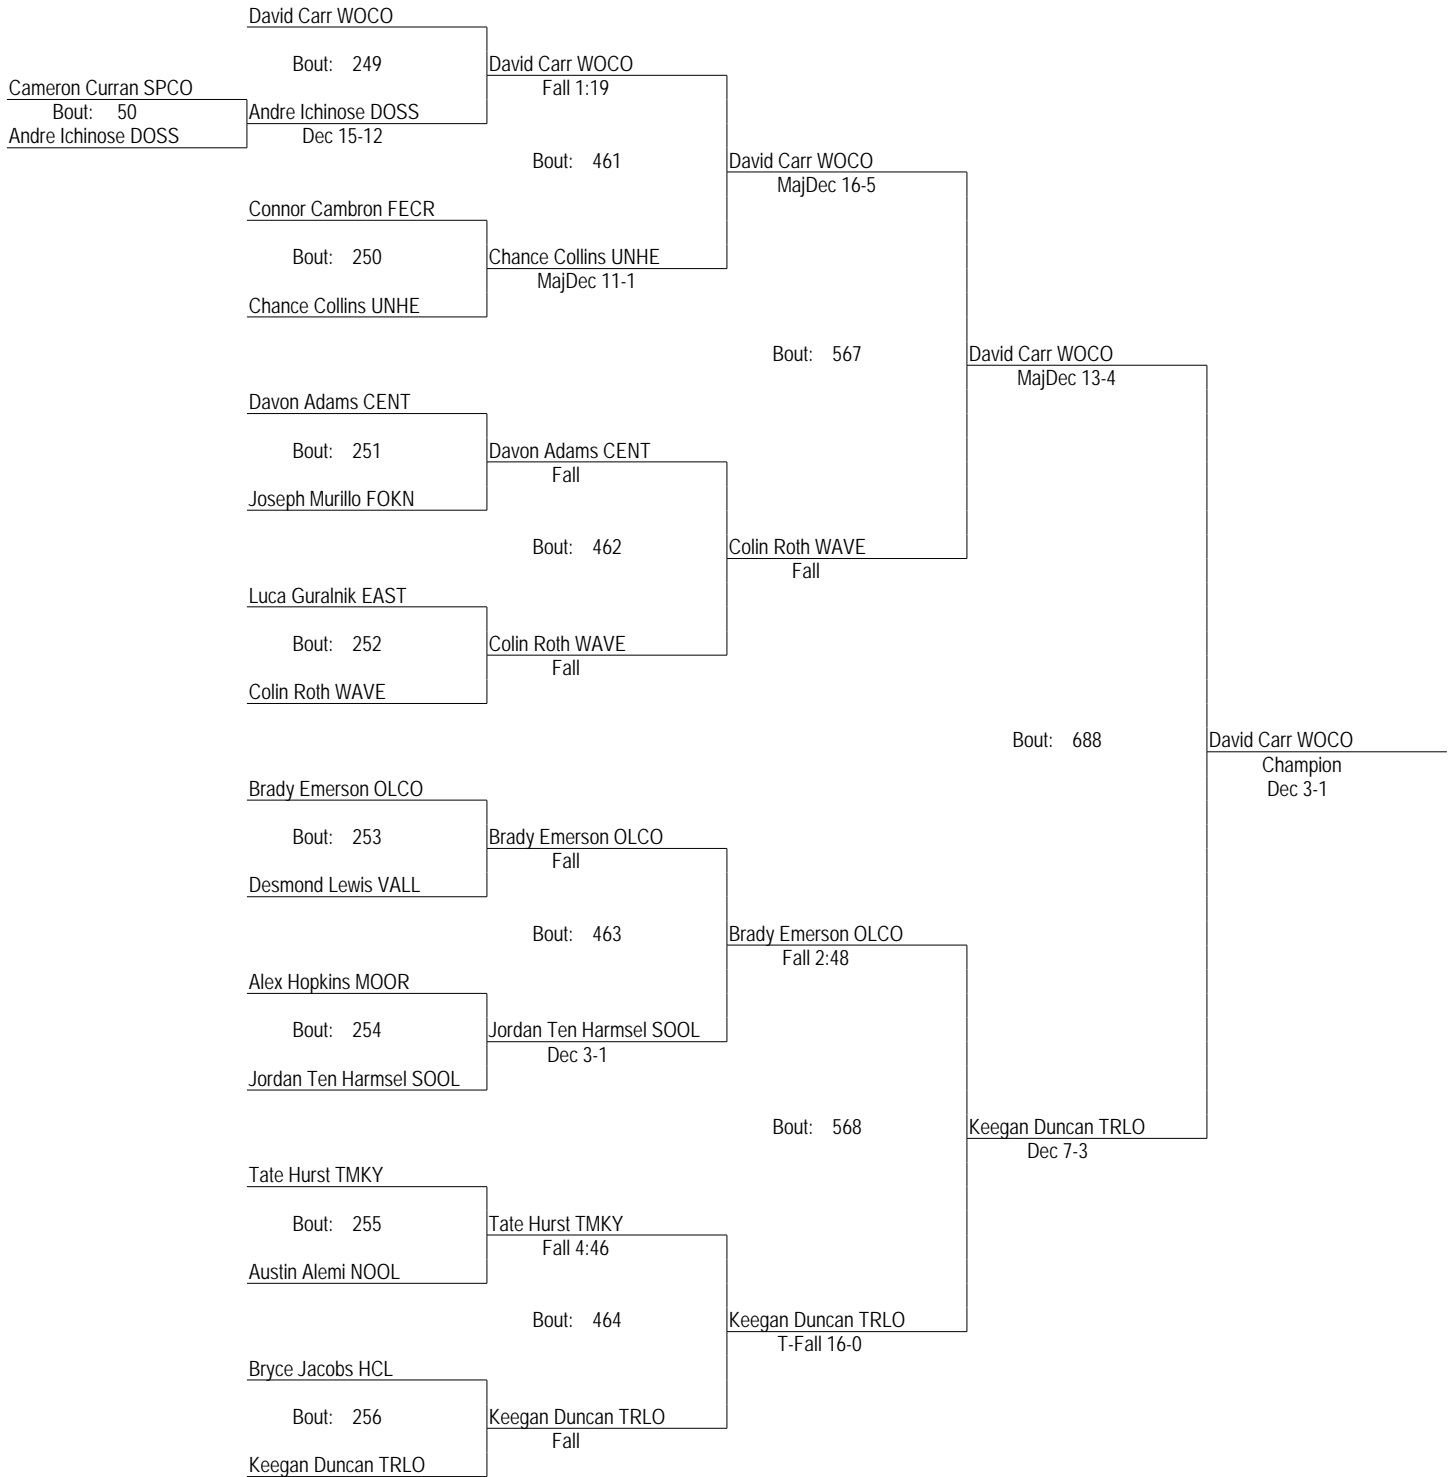 David Carr WOCO
Bout: 249
David Carr WOCO
Fall 1:19
Cameron Curran SPCO
Bout: 50
Andre Ichinose DOSS
Andre Ichinose DOSS
Dec 15-12
Bout: 461
David Carr WOCO
MajDec 16-5
Connor Cambron FECR
Bout: 250
Chance Collins UNHE
MajDec 11-1
Chance Collins UNHE
Bout: 567
David Carr WOCO
MajDec 13-4
Davon Adams CENT
Bout: 251
Davon Adams CENT
Fall
Joseph Murillo FOKN
Bout: 462
Colin Roth WAVE
Fall
Luca Guralnik EAST
Bout: 252
Colin Roth WAVE
Fall
Colin Roth WAVE
Bout: 688
David Carr WOCO
Champion
Dec 3-1
Brady Emerson OLCO
Bout: 253
Brady Emerson OLCO
Fall
Desmond Lewis VALL
Bout: 463
Brady Emerson OLCO
Fall 2:48
Alex Hopkins MOOR
Bout: 254
Jordan Ten Harmsel SOOL
Dec 3-1
Jordan Ten Harmsel SOOL
Bout: 568
Keegan Duncan TRLO
Dec 7-3
Tate Hurst TMKY
Bout: 255
Tate Hurst TMKY
Fall 4:46
Austin Alemi NOOL
Bout: 464
Keegan Duncan TRLO
T-Fall 16-0
Bryce Jacobs HCL
Bout: 256
Keegan Duncan TRLO
Fall
Keegan Duncan TRLO